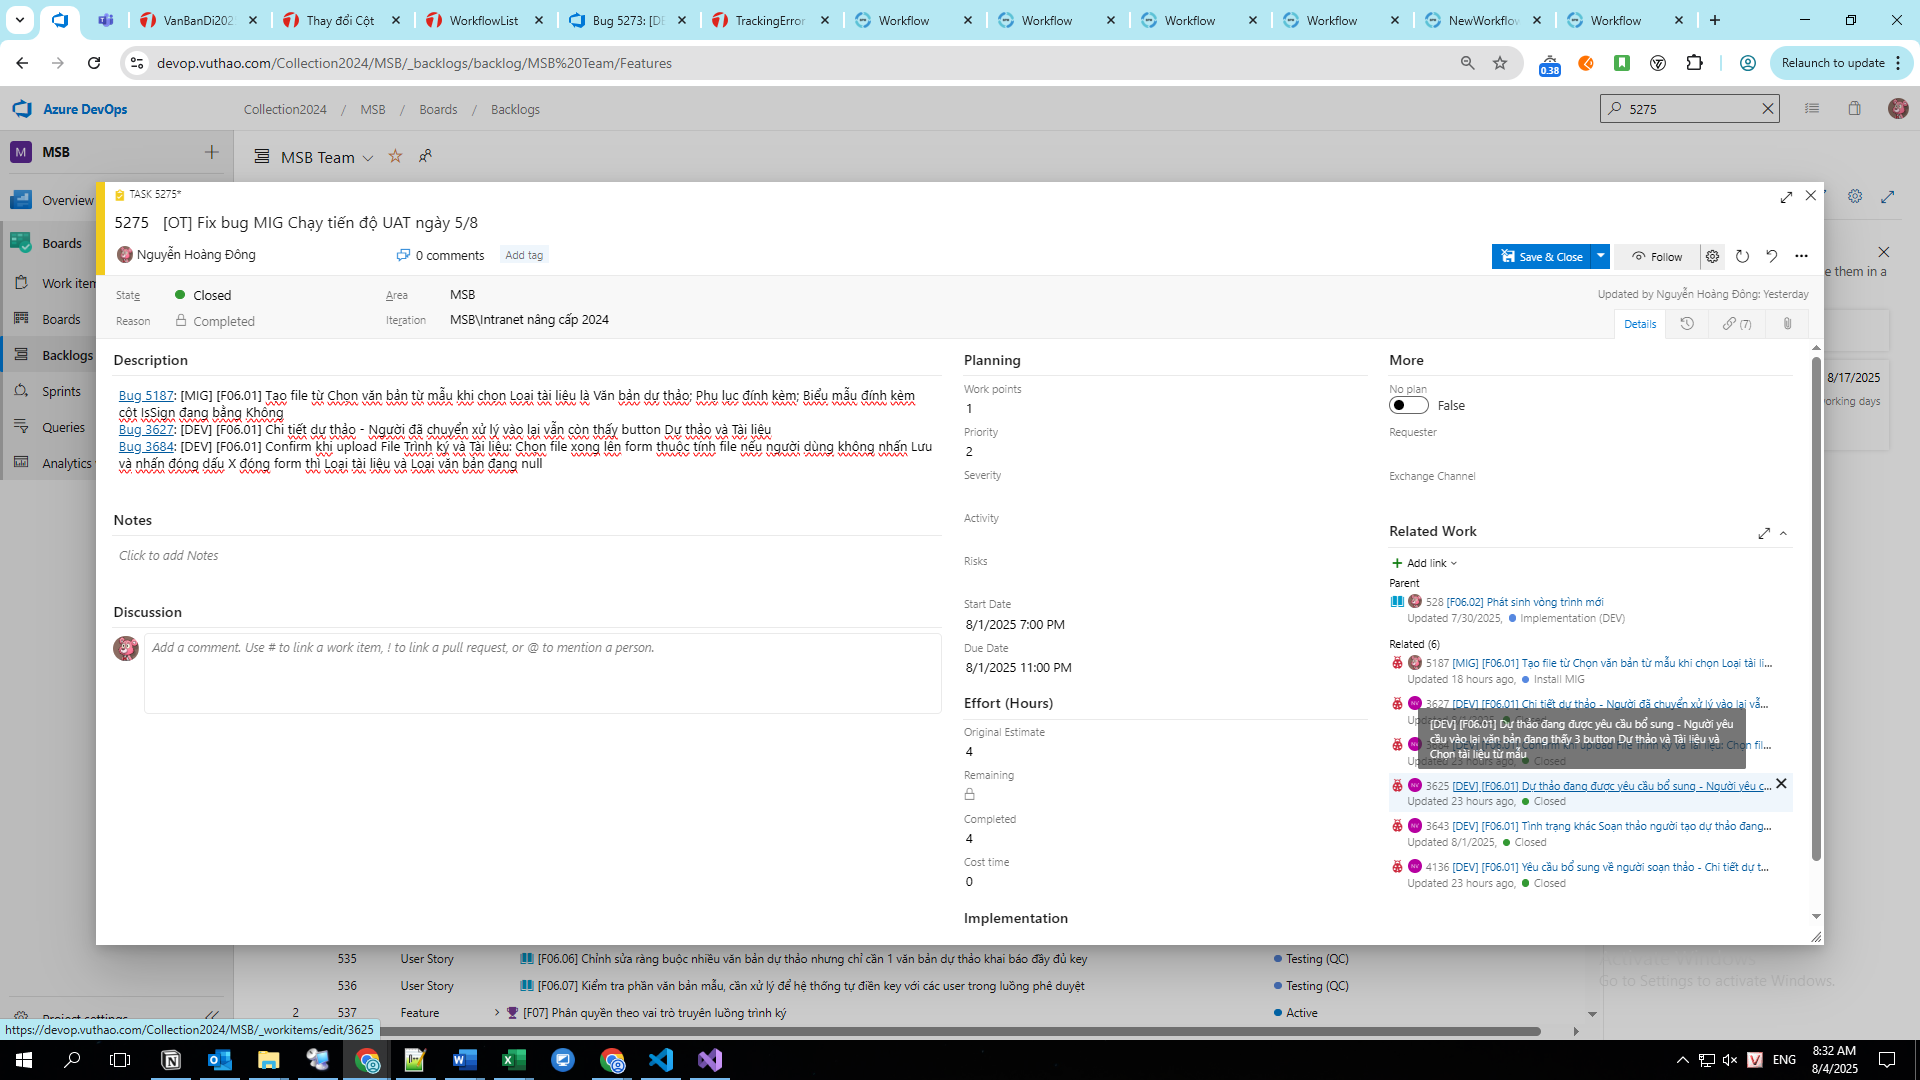 VanBanDi202
Thay đổi Cột
WorkflowList
Bug 5273: [DE
TrackingError
Workflow
Workflow
Workflow
Workflow
NewWorkflow
Workflow
devop.vuthao.com/Collection2024/MSB/_backlogs/backlog/MSB%20Team/Features
0.38
Relaunch to update
Azure DevOps
Collection2024 / MSB / Boards / Backlogs
5275
M MSB
MSB Team
Overview
Boards
Work item
Boards
Backlogs
Sprints
Queries
Analytics
Project settings
e them in a
8/17/2025
orking days
TASK 5275*
5275 [OT] Fix bug MIG Chạy tiến độ UAT ngày 5/8
Nguyễn Hoàng Đông
0 comments
Add tag
Save & Close
Follow
State Closed
Area MSB
Updated by Nguyễn Hoàng Đông: Yesterday
Reason Completed
Iteration MSB\Intranet nâng cấp 2024
Details
(7)
Description
Bug 5187: [MIG] [F06.01] Tạo file từ Chọn văn bản từ mẫu khi chọn Loại tài liệu là Văn bản dự thảo; Phụ lục đính kèm; Biểu mẫu đính kèm
cột IsSign đang bằng Không
Bug 3627: [DEV] [F06.01] Chi tiết dự thảo - Người đã chuyển xử lý vào lại vẫn còn thấy button Dự thảo và Tài liệu
Bug 3684: [DEV] [F06.01] Confirm khi upload File Trình ký và Tài liệu: Chọn file xong lên form thuộc tính file nếu người dùng không nhấn Lưu
và nhấn đóng dấu X đóng form thì Loại tài liệu và Loại văn bản đang null
Notes
Click to add Notes
Discussion
Add a comment. Use # to link a work item, ! to link a pull request, or @ to mention a person.
Planning
Work points
1
Priority
2
Severity
Activity
Risks
Start Date
8/1/2025 7:00 PM
Due Date
8/1/2025 11:00 PM
Effort (Hours)
Original Estimate
4
Remaining
Completed
4
Cost time
0
Implementation
More
No plan
False
Requester
Exchange Channel
Related Work
Add link
Parent
528 [F06.02] Phát sinh vòng trình mới
Updated 7/30/2025, Implementation (DEV)
Related (6)
5187 [MIG] [F06.01] Tạo file từ Chọn văn bản từ mẫu khi chọn Loại tài li...
Updated 18 hours ago, Install MIG
3627 [DEV] [F06.01] Chi tiết dự thảo - Người đã chuyển xử lý vào lại vẫ...
[DEV] [F06.01] Dự thảo đang được yêu cầu bổ sung - Người yêu
cầu vào lại văn bản đang thấy 3 button Dự thảo và Tài liệu và
Chọn tài liệu từ mẫu
3625 [DEV] [F06.01] Dự thảo đang được yêu cầu bổ sung - Người yêu c...
Updated 23 hours ago, Closed
3643 [DEV] [F06.01] Tình trạng khác Soạn thảo người tạo dự thảo đang...
Updated 8/1/2025, Closed
4136 [DEV] [F06.01] Yêu cầu bổ sung về người soạn thảo - Chi tiết dự t...
Updated 23 hours ago, Closed
535 User Story [F06.06] Chỉnh sửa ràng buộc nhiều văn bản dự thảo nhưng chỉ cần 1 văn bản dự thảo khai báo đầy đủ key Testing (QC)
536 User Story [F06.07] Kiểm tra phần văn bản mẫu, cần xử lý để hệ thống tự điền key với các user trong luồng phê duyệt Testing (QC)
2 537 Feature [F07] Phân quyền theo vai trò truyên luồng trình ký Active
Activate Windows
Go to Settings to activate Windows.
https://devop.vuthao.com/Collection2024/MSB/_workitems/edit/3625
ENG
8:32 AM
8/4/2025